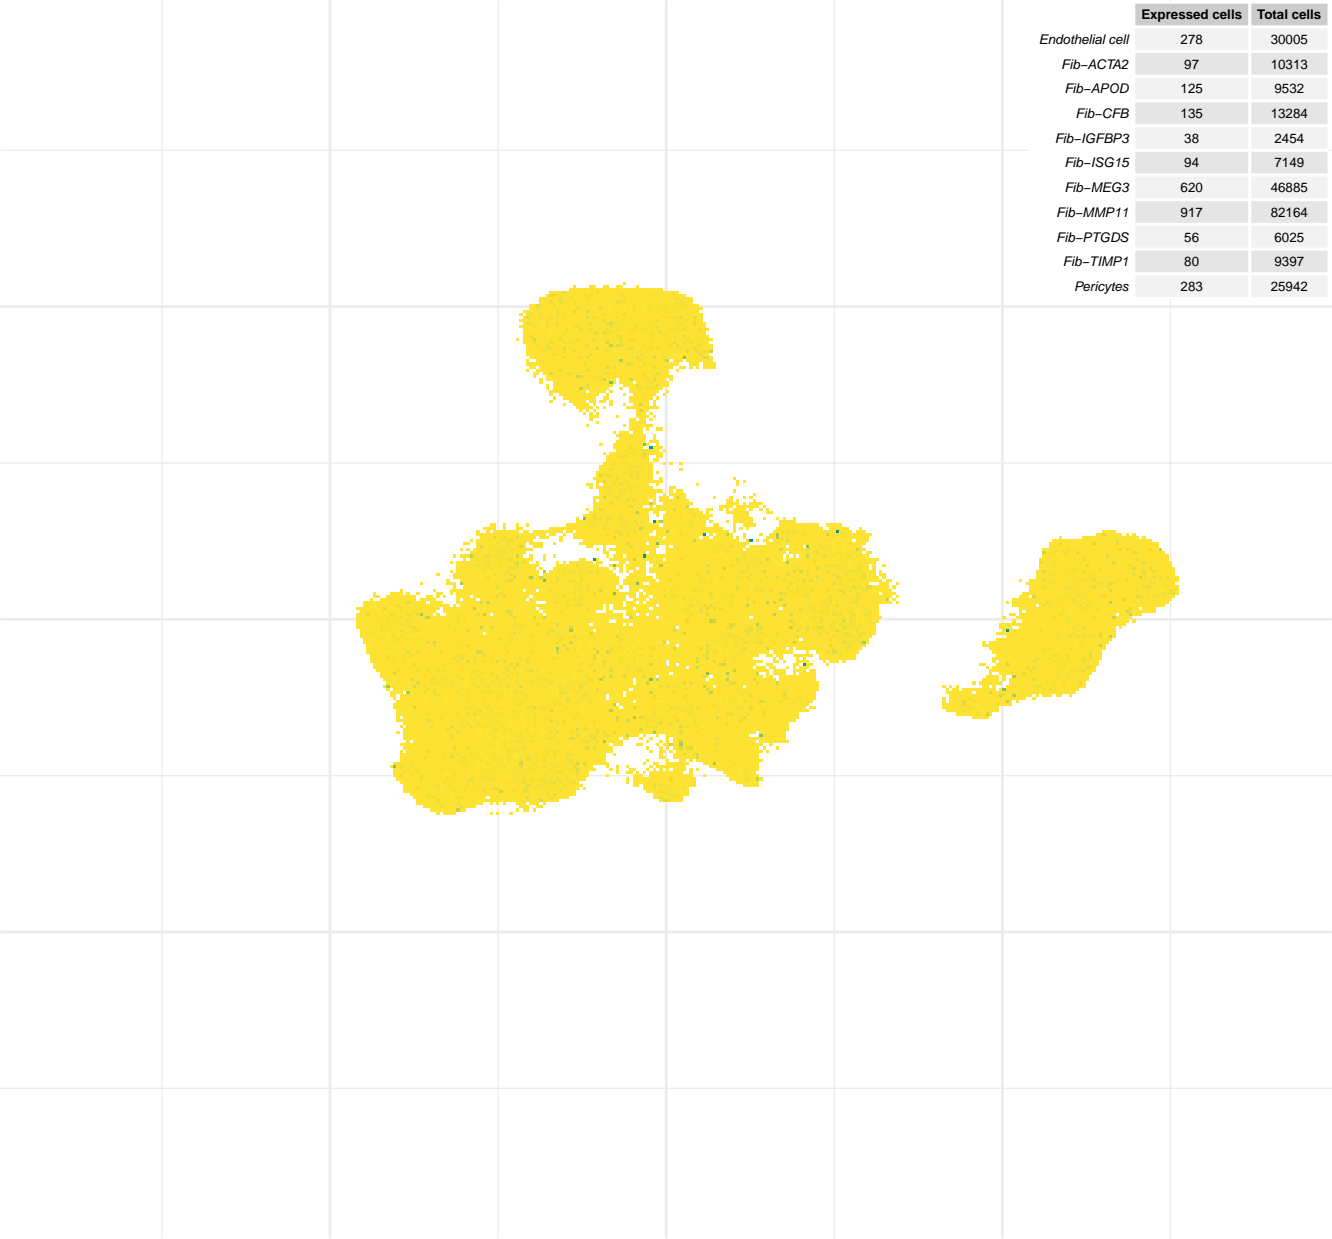 Expressed cells Total cells
Endothelial cell 278 30005
Fib−ACTA2 97 10313
Fib−APOD 125 9532
Fib−CFB 135 13284
Fib−IGFBP3 38 2454
Fib−ISG15 94 7149
Fib−MEG3 620 46885
Fib−MMP11 917 82164
Fib−PTGDS 56 6025
Fib−TIMP1 80 9397
Pericytes 283 25942